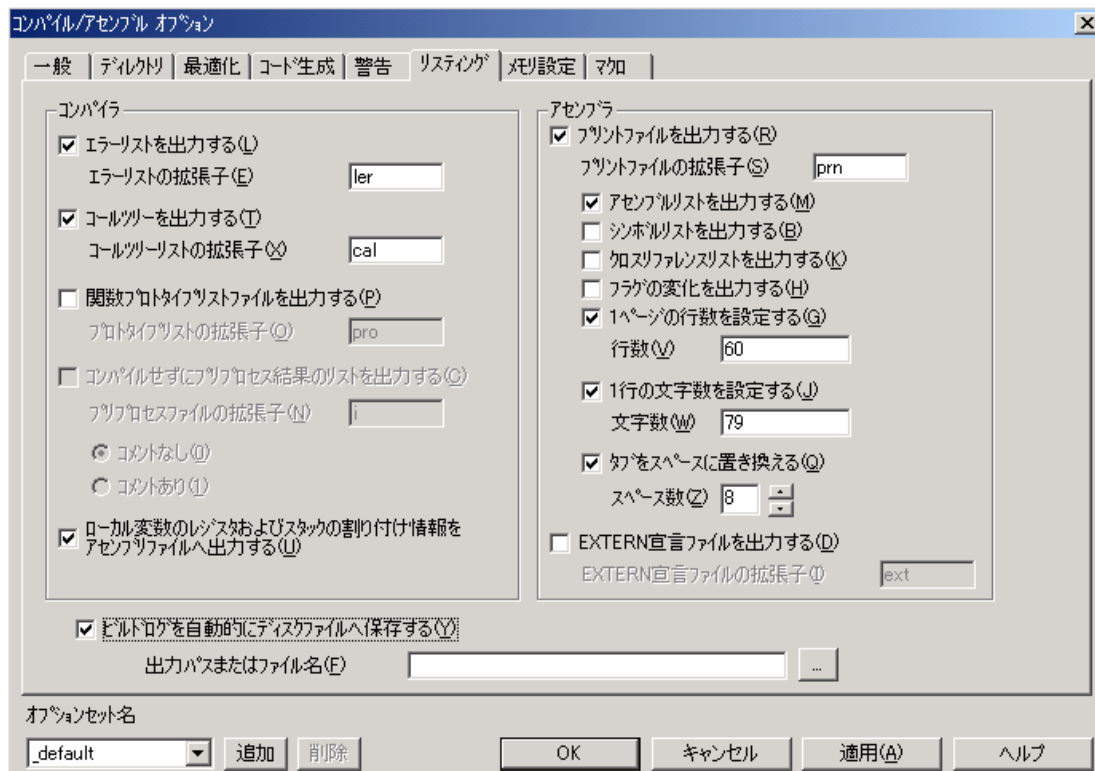 コンパイル/アセンブル オプション
一般 ディレクトリ 最適化 コード生成 警告 リスティング メモリ設定 マクロ
コンパイラ
エラーリストを出力する(L)
エラーリストの拡張子(E) ler
コールツリーを出力する(T)
コールツリーリストの拡張子(X) cal
関数プロトタイプリストファイルを出力する(P)
プロトタイプリストの拡張子(O) pro
コンパイルせずにプリプロセス結果のリストを出力する(C)
プリプロセスファイルの拡張子(N) i
コメントなし(0)
コメントあり(1)
ローカル変数のレジスタおよびスタックの割り付け情報を
アセンブリファイルへ出力する(U)
アセンブラ
プリントファイルを出力する(R)
プリントファイルの拡張子(S) prn
アセンブルリストを出力する(M)
シンボルリストを出力する(B)
クロスリファレンスリストを出力する(K)
フラグの変化を出力する(H)
1ページの行数を設定する(G)
行数(V) 60
1行の文字数を設定する(J)
文字数(W) 79
タブをスペースに置き換える(Q)
スペース数(Z) 8
EXTERN宣言ファイルを出力する(D)
EXTERN宣言ファイルの拡張子(I) ext
ビルドログを自動的にディスクファイルへ保存する(Y)
出力パスまたはファイル名(F) ...
オプションセット名
_default 追加 削除 OK キャンセル 適用(A) ヘルプ